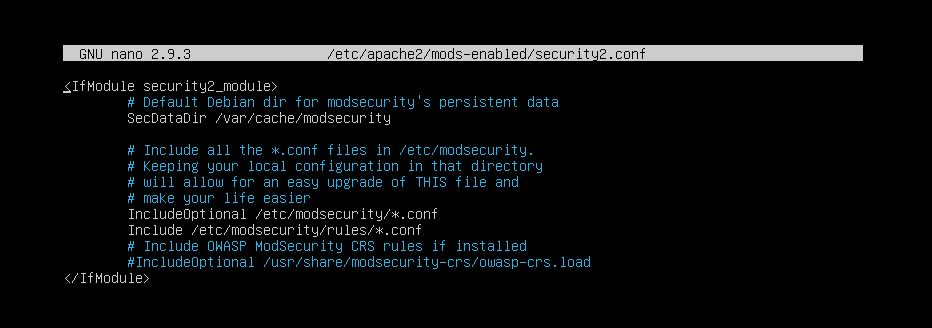 GNU nano 2.9.3 /etc/apache2/mods-enabled/security2.conf
<IfModule security2_module>
# Default Debian dir for modsecurity's persistent data
SecDataDir /var/cache/modsecurity
# Include all the *.conf files in /etc/modsecurity.
# Keeping your local configuration in that directory
# will allow for an easy upgrade of THIS file and
# make your life easier
IncludeOptional /etc/modsecurity/*.conf
Include /etc/modsecurity/rules/*.conf
# Include OWASP ModSecurity CRS rules if installed
#IncludeOptional /usr/share/modsecurity-crs/owasp-crs.load
</IfModule>